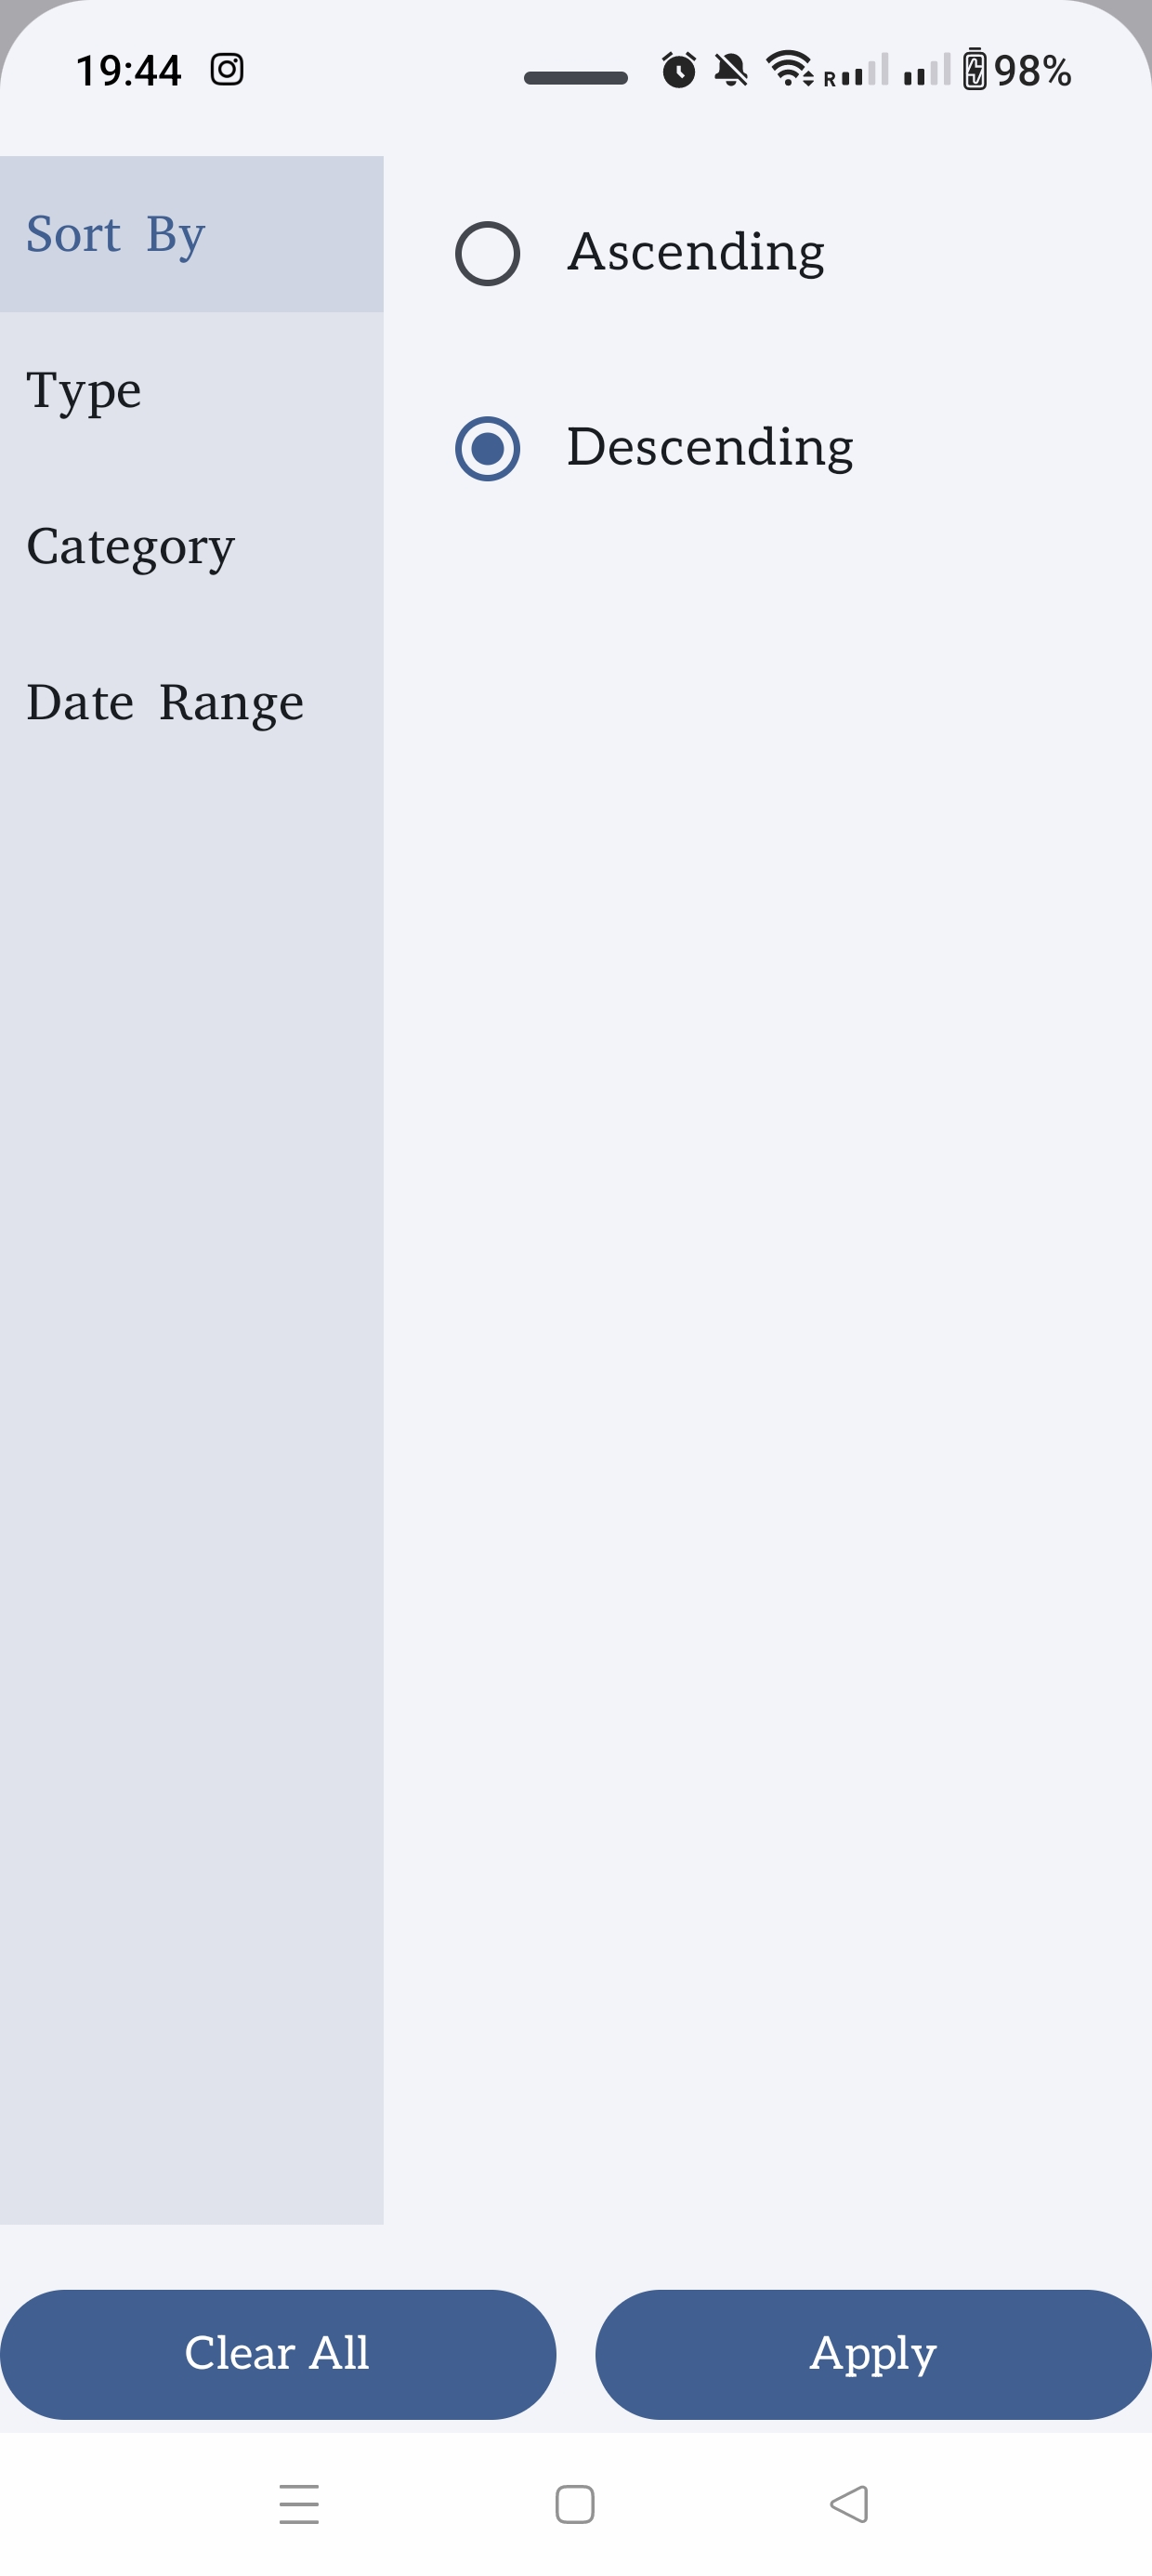 19:44
R
98%
Sort By
Type
Category
Date Range
Ascending
Descending
Clear All
Apply